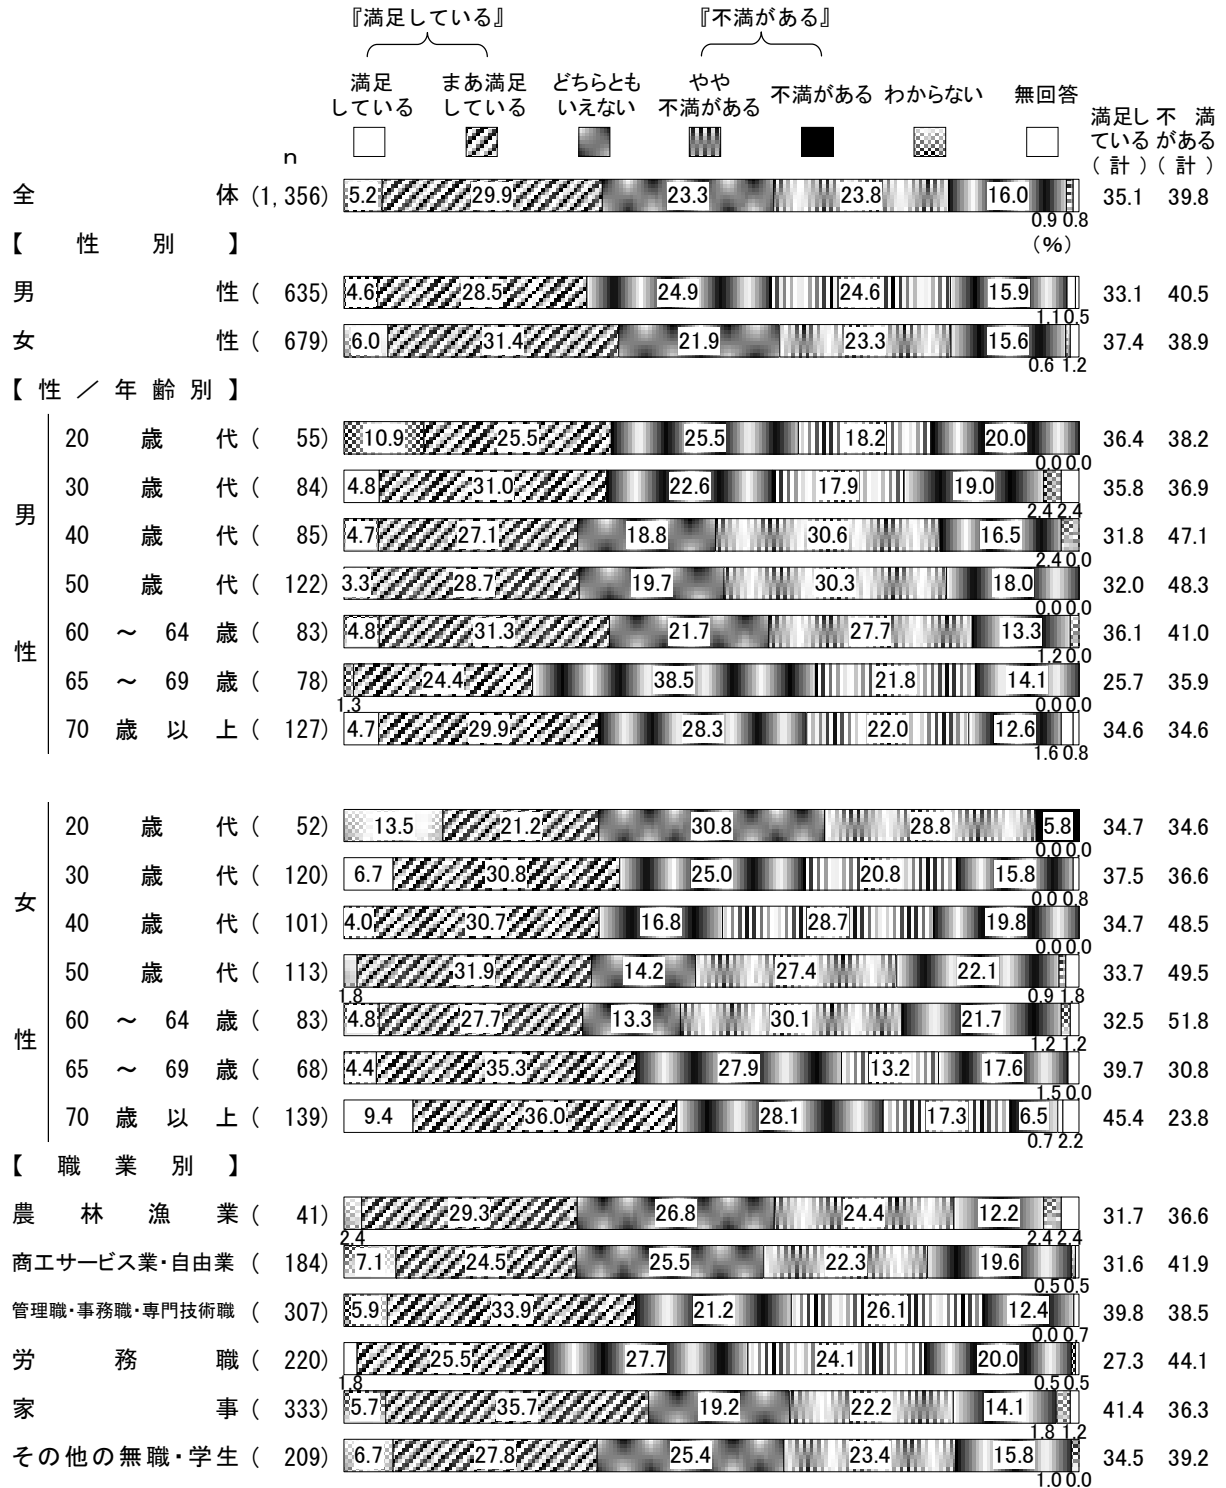 『満足している』 『不満がある』
満足している まあ満足している どちらともいえない やや不満がある 不満がある わからない 無回答
n 満足している(計) 不満がある(計)
全体 (1,356) 5.2 29.9 23.3 23.8 16.0 35.1 39.8
0.9 0.8
【性別】 (%)
男性 ( 635) 4.6 28.5 24.9 24.6 15.9 33.1 40.5
1.1 0.5
女性 ( 679) 6.0 31.4 21.9 23.3 15.6 37.4 38.9
0.6 1.2
【性/年齢別】
男性
20歳代 ( 55) 10.9 25.5 25.5 18.2 20.0 36.4 38.2
0.0 0.0
30歳代 ( 84) 4.8 31.0 22.6 17.9 19.0 35.8 36.9
2.4 2.4
40歳代 ( 85) 4.7 27.1 18.8 30.6 16.5 31.8 47.1
2.4 0.0
50歳代 ( 122) 3.3 28.7 19.7 30.3 18.0 32.0 48.3
0.0 0.0
60～64歳 ( 83) 4.8 31.3 21.7 27.7 13.3 36.1 41.0
1.2 0.0
65～69歳 ( 78) 24.4 38.5 21.8 14.1 25.7 35.9
1.3 0.0 0.0
70歳以上 ( 127) 4.7 29.9 28.3 22.0 12.6 34.6 34.6
1.6 0.8
女性
20歳代 ( 52) 13.5 21.2 30.8 28.8 5.8 34.7 34.6
0.0 0.0
30歳代 ( 120) 6.7 30.8 25.0 20.8 15.8 37.5 36.6
0.0 0.8
40歳代 ( 101) 4.0 30.7 16.8 28.7 19.8 34.7 48.5
0.0 0.0
50歳代 ( 113) 31.9 14.2 27.4 22.1 33.7 49.5
1.8 0.9 1.8
60～64歳 ( 83) 4.8 27.7 13.3 30.1 21.7 32.5 51.8
1.2 1.2
65～69歳 ( 68) 4.4 35.3 27.9 13.2 17.6 39.7 30.8
1.5 0.0
70歳以上 ( 139) 9.4 36.0 28.1 17.3 6.5 45.4 23.8
0.7 2.2
【職業別】
農林漁業 ( 41) 29.3 26.8 24.4 12.2 31.7 36.6
2.4 2.4 2.4
商工サービス業・自由業 ( 184) 7.1 24.5 25.5 22.3 19.6 31.6 41.9
0.5 0.5
管理職・事務職・専門技術職 ( 307) 5.9 33.9 21.2 26.1 12.4 39.8 38.5
0.0 0.7
労務職 ( 220) 25.5 27.7 24.1 20.0 27.3 44.1
1.8 0.5 0.5
家事 ( 333) 5.7 35.7 19.2 22.2 14.1 41.4 36.3
1.8 1.2
その他の無職・学生 ( 209) 6.7 27.8 25.4 23.4 15.8 34.5 39.2
1.0 0.0